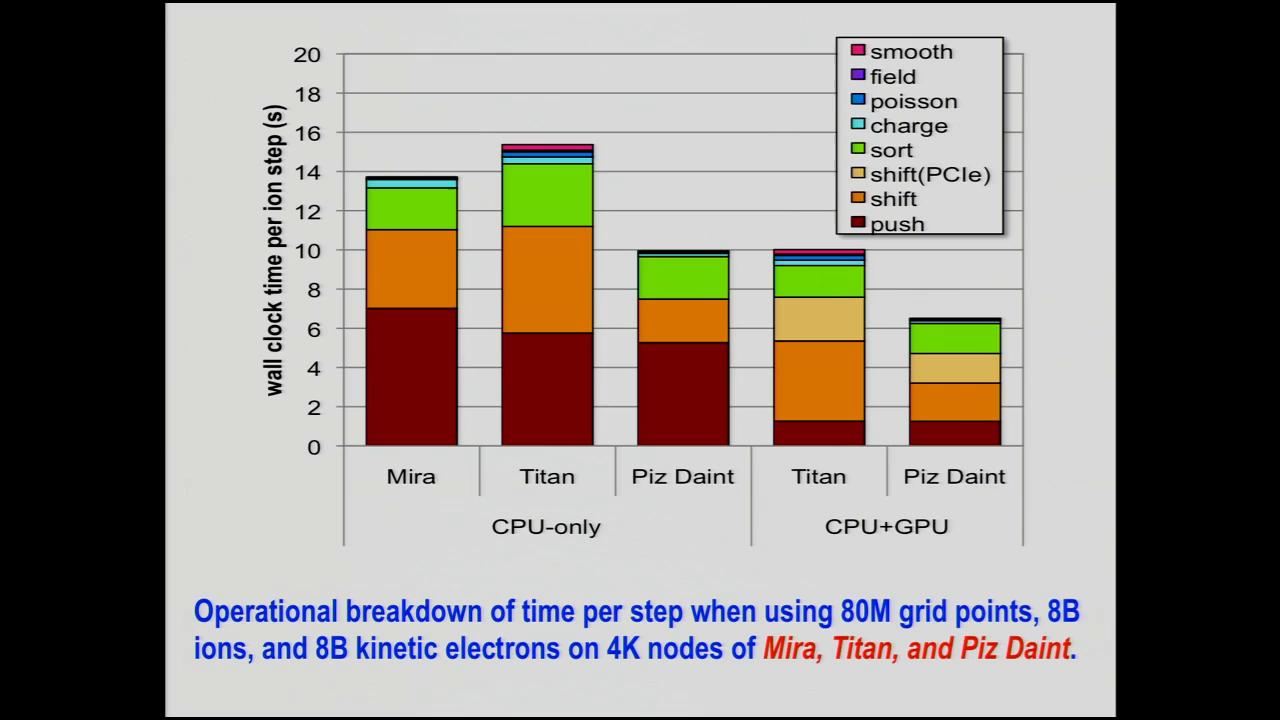 20
18
16
14
12
10
8
6
4
2
0
wall clock time per ion step (s)
smooth
field
poisson
charge
sort
shift(PCIe)
shift
push
Mira
Titan
Piz Daint
Titan
Piz Daint
CPU-only
CPU+GPU
Operational breakdown of time per step when using 80M grid points, 8B
ions, and 8B kinetic electrons on 4K nodes of Mira, Titan, and Piz Daint.